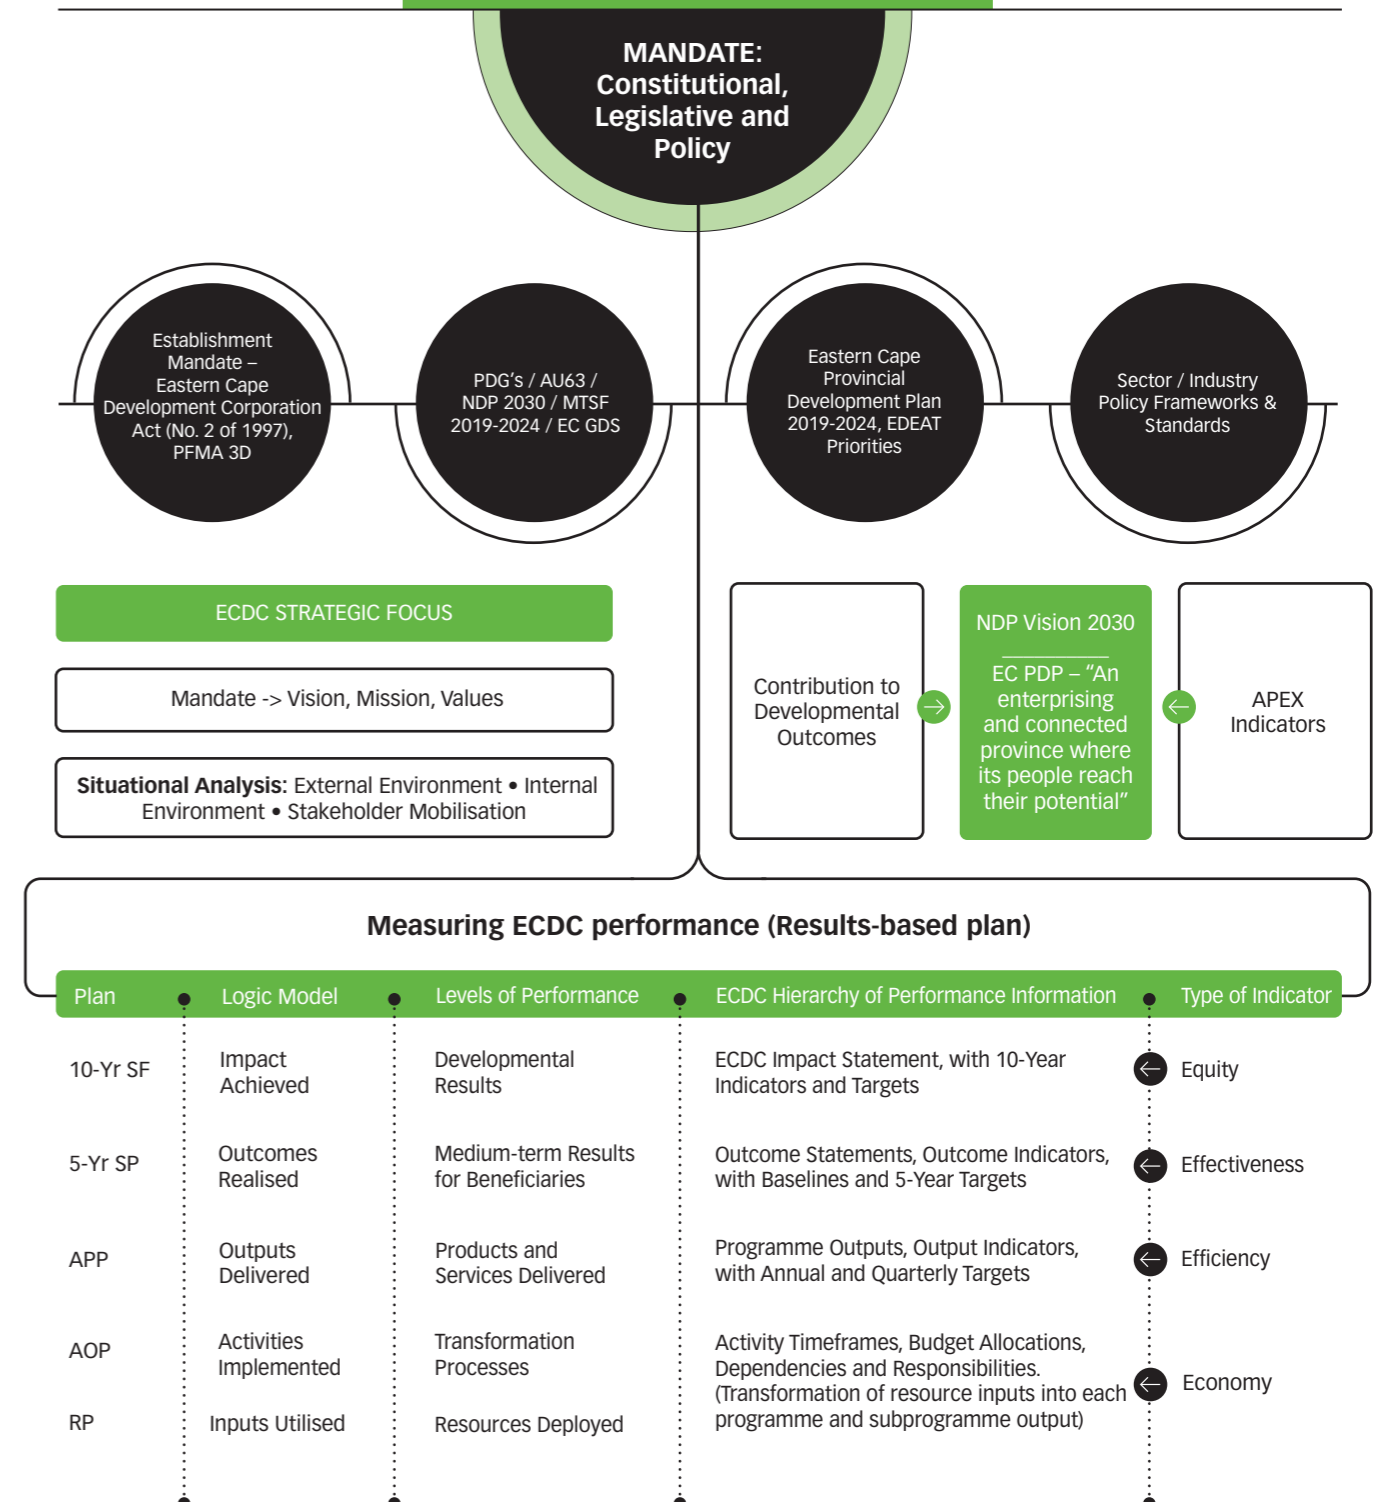 MANDATE:
Constitutional,
Legislative and
Policy
Establishment
Mandate –
Eastern Cape
Development Corporation
Act (No. 2 of 1997),
PFMA 3D
PDG's / AU63 /
NDP 2030 / MTSF
2019-2024 / EC GDS
Eastern Cape
Provincial
Development Plan
2019-2024, EDEAT
Priorities
Sector / Industry
Policy Frameworks &
Standards
ECDC STRATEGIC FOCUS
Mandate -> Vision, Mission, Values
Situational Analysis: External Environment • Internal
Environment • Stakeholder Mobilisation
Contribution to
Developmental
Outcomes
NDP Vision 2030
EC PDP – “An
enterprising
and connected
province where
its people reach
their potential”
APEX
Indicators
Measuring ECDC performance (Results-based plan)
Plan
Logic Model
Levels of Performance
ECDC Hierarchy of Performance Information
Type of Indicator
10-Yr SF
Impact
Achieved
Developmental
Results
ECDC Impact Statement, with 10-Year
Indicators and Targets
Equity
5-Yr SP
Outcomes
Realised
Medium-term Results
for Beneficiaries
Outcome Statements, Outcome Indicators,
with Baselines and 5-Year Targets
Effectiveness
APP
Outputs
Delivered
Products and
Services Delivered
Programme Outputs, Output Indicators,
with Annual and Quarterly Targets
Efficiency
AOP
Activities
Implemented
Transformation
Processes
Activity Timeframes, Budget Allocations,
Dependencies and Responsibilities.
(Transformation of resource inputs into each
programme and subprogramme output)
Economy
RP
Inputs Utilised
Resources Deployed